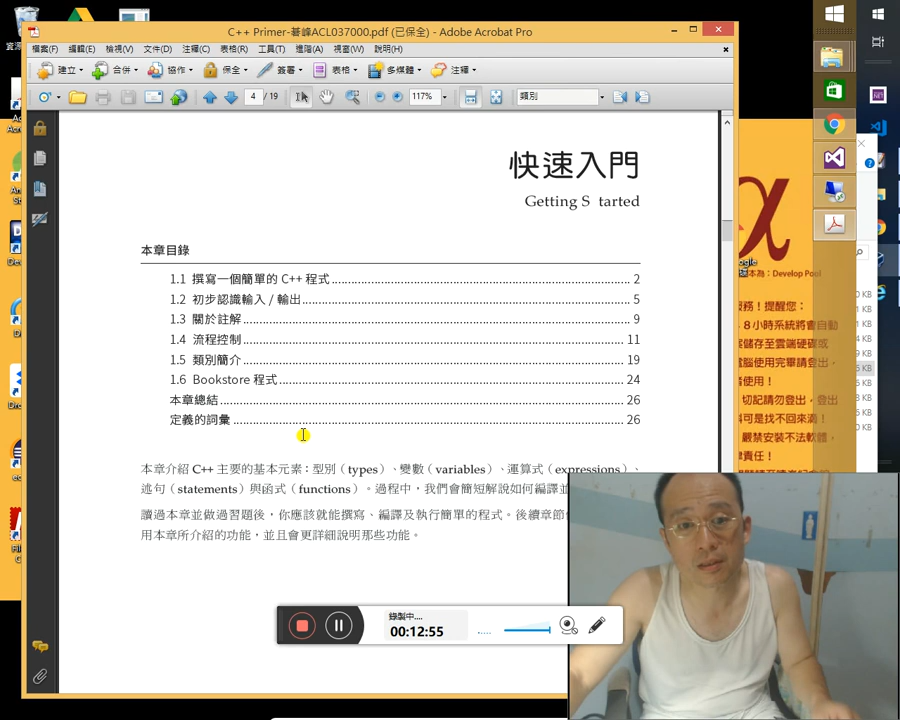 C++ Primer-碁峰ACL037000.pdf (已保全) - Adobe Acrobat Pro
檔案(F) 編輯(E) 檢視(V) 文件(D) 注釋(C) 表格(R) 工具(T) 進階(A) 視窗(W) 說明(H)
建立 合併 協作 保全 簽署 表格 多媒體 注釋
4 / 19 117% 類別
快速入門
Getting S tarted
本章目錄
1.1 撰寫一個簡單的 C++ 程式 2
1.2 初步認識輸入 / 輸出 5
1.3 關於註解 9
1.4 流程控制 11
1.5 類別簡介 19
1.6 Bookstore 程式 24
本章總結 26
定義的詞彙 26
本章介紹 C++ 主要的基本元素：型別（types）、變數（variables）、運算式（expressions）、
述句（statements）與函式（functions）。過程中，我們會簡短解說如何編譯並
讀過本章並做過習題後，你應該就能撰寫、編譯及執行簡單的程式。後續章節
用本章所介紹的功能，並且會更詳細說明那些功能。
錄製中....
00:12:55
本為：Develop Pool
務！提醒您：
8小時系統將會自動
儲存至雲端硬碟或
電腦使用完畢請登出，
使用！
切記請勿登出，登出
料可是找不回來滴！
嚴禁安裝不法軟體，
律責任！